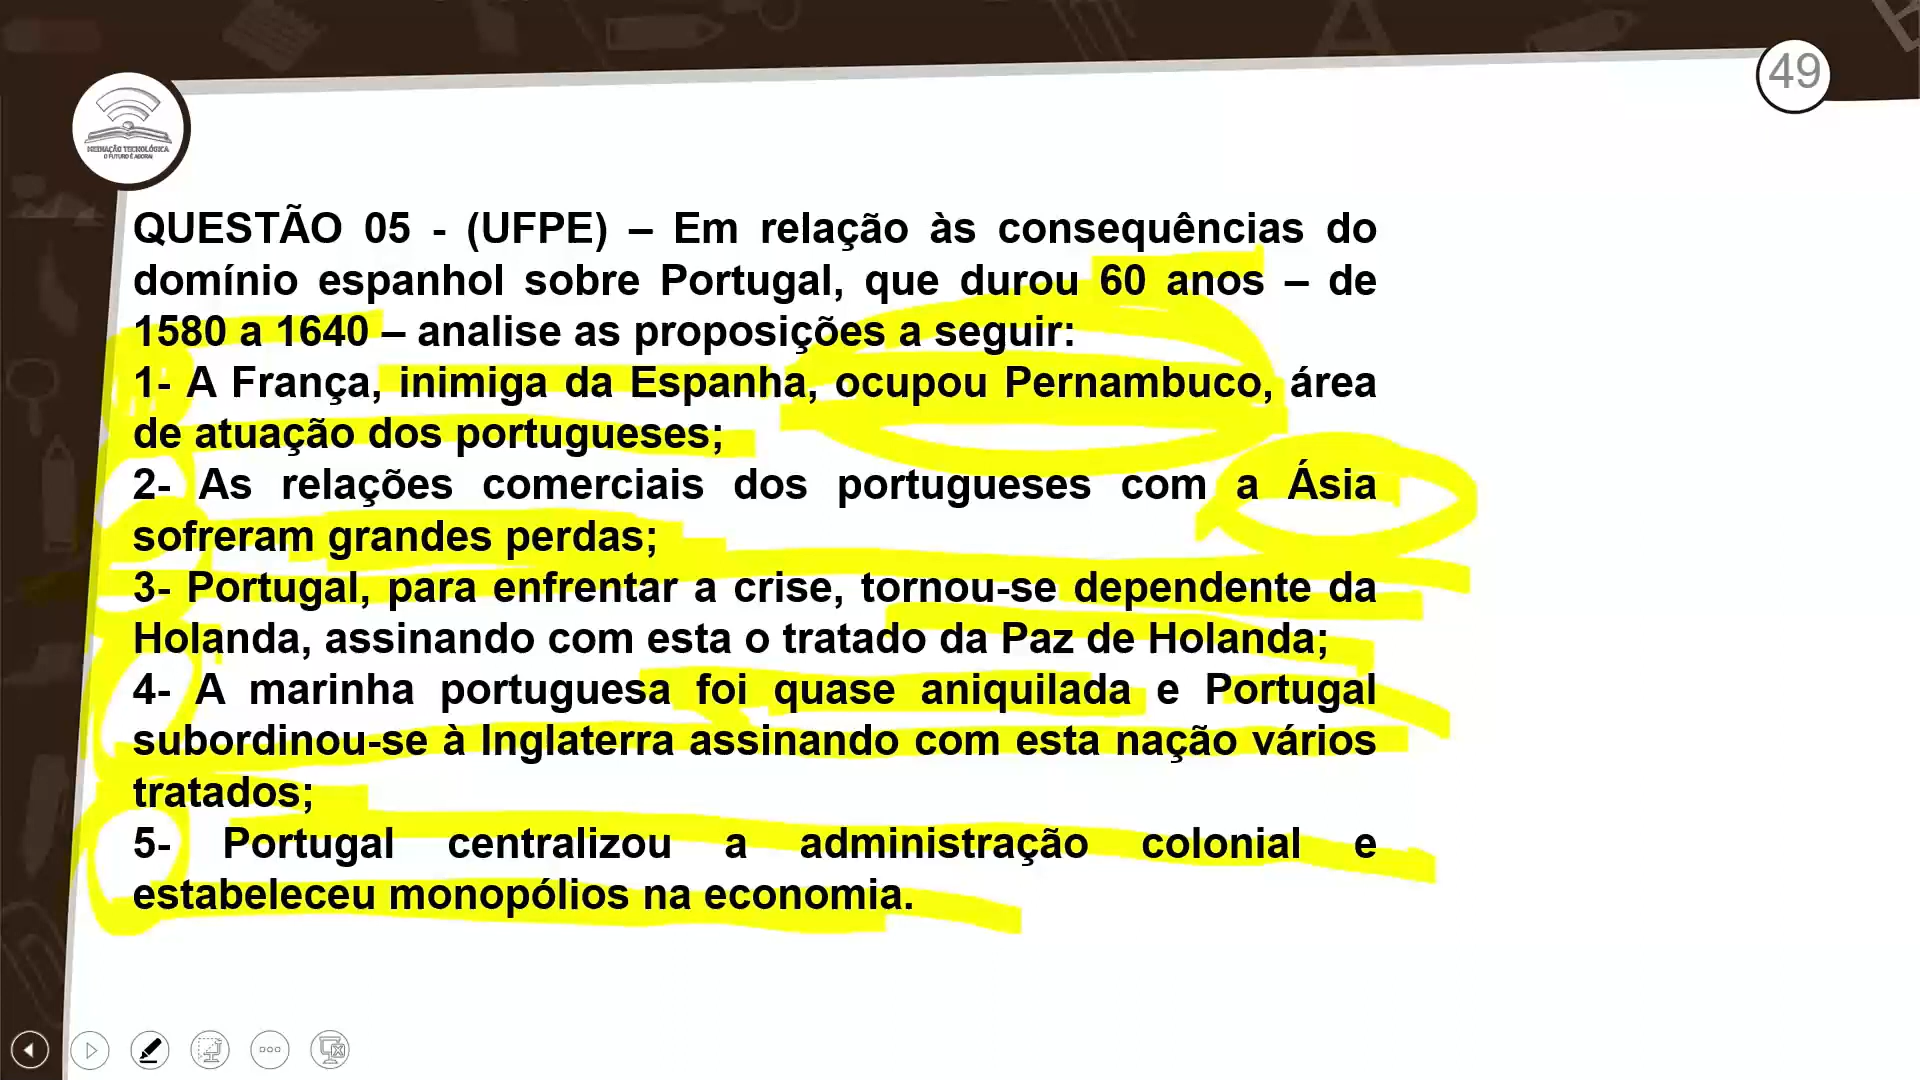 49
MEDIAÇÃO TECNOLÓGICA
O FUTURO É AGORA!
QUESTÃO 05 - (UFPE) – Em relação às consequências do
domínio espanhol sobre Portugal, que durou 60 anos – de
1580 a 1640 – analise as proposições a seguir:
1- A França, inimiga da Espanha, ocupou Pernambuco, área
de atuação dos portugueses;
2- As relações comerciais dos portugueses com a Ásia
sofreram grandes perdas;
3- Portugal, para enfrentar a crise, tornou-se dependente da
Holanda, assinando com esta o tratado da Paz de Holanda;
4- A marinha portuguesa foi quase aniquilada e Portugal
subordinou-se à Inglaterra assinando com esta nação vários
tratados;
5- Portugal centralizou a administração colonial e
estabeleceu monopólios na economia.